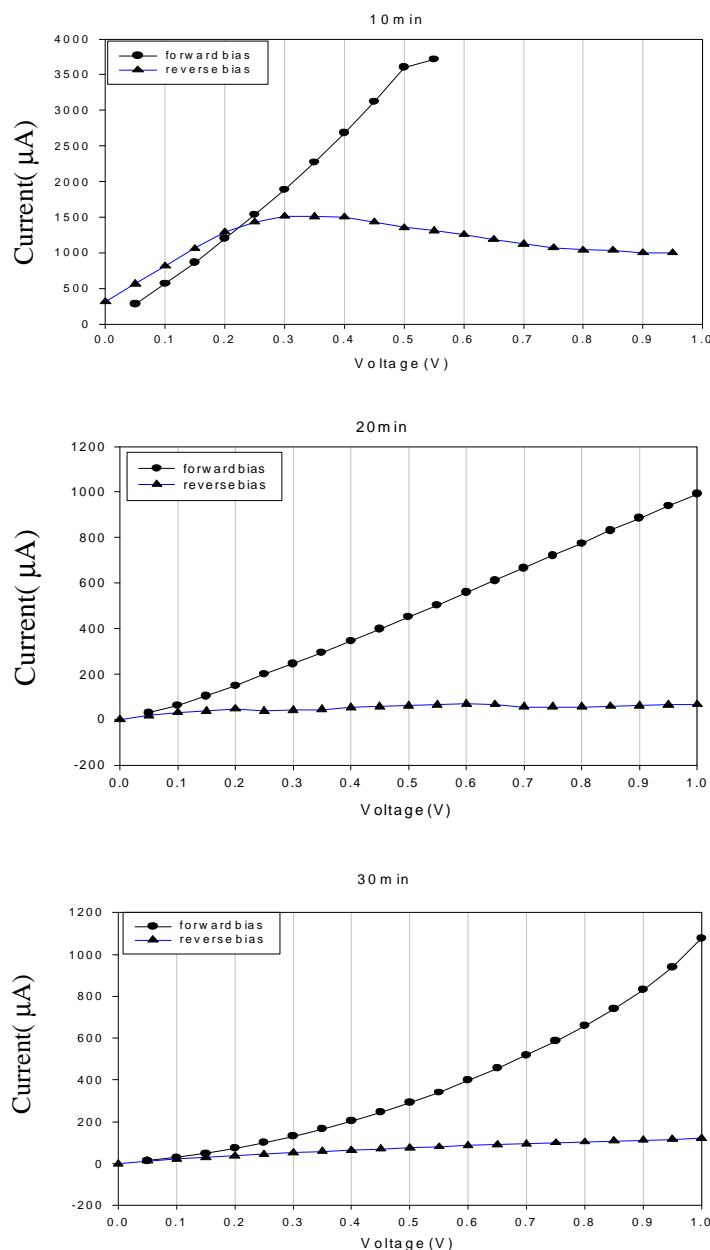 10min
4000
forward bias
reverse bias
3500
3000
2500
2000
1500
1000
500
0
Current( µA)
0.0 0.1 0.2 0.3 0.4 0.5 0.6 0.7 0.8 0.9 1.0
Voltage (V)
20min
1200
forward bias
reverse bias
1000
800
600
400
200
0
-200
Current( µA)
0.0 0.1 0.2 0.3 0.4 0.5 0.6 0.7 0.8 0.9 1.0
Voltage (V)
30min
1200
forward bias
reverse bias
1000
800
600
400
200
0
-200
Current( µA)
0.0 0.1 0.2 0.3 0.4 0.5 0.6 0.7 0.8 0.9 1.0
Voltage (V)